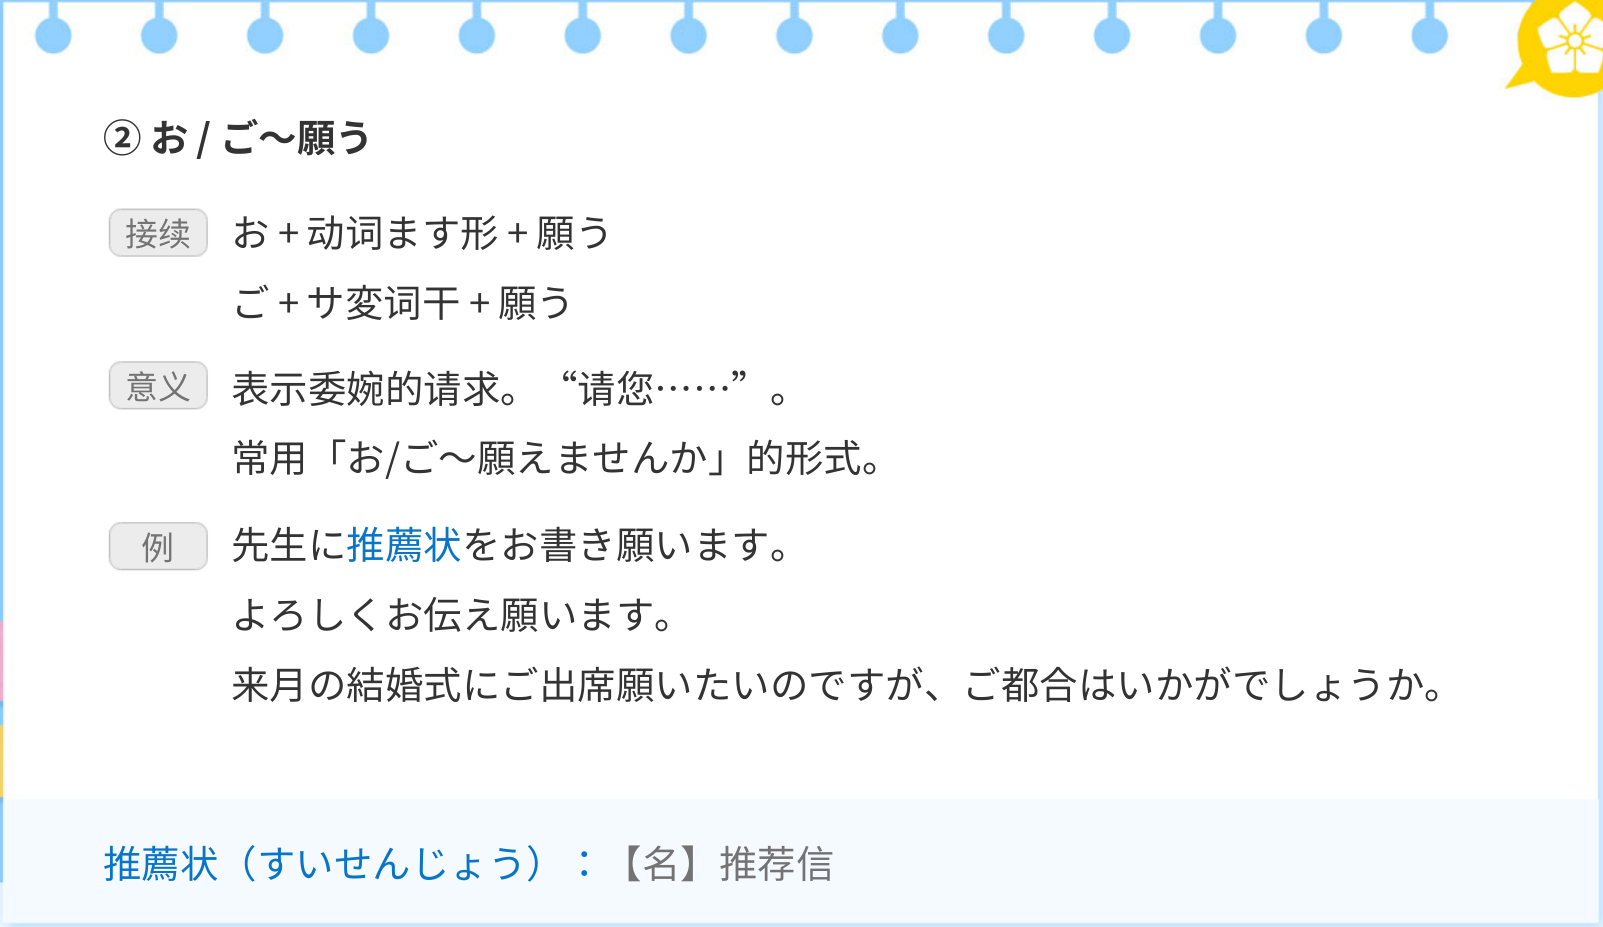 ② お / ご～願う
接续 お + 动词ます形 + 願う
ご + サ変词干 + 願う
意义 表示委婉的请求。“请您……”。
常用「お/ご～願えませんか」的形式。
例 先生に推薦状をお書き願います。
よろしくお伝え願います。
来月の結婚式にご出席願いたいのですが、ご都合はいかがでしょうか。
推薦状（すいせんじょう）：【名】推荐信